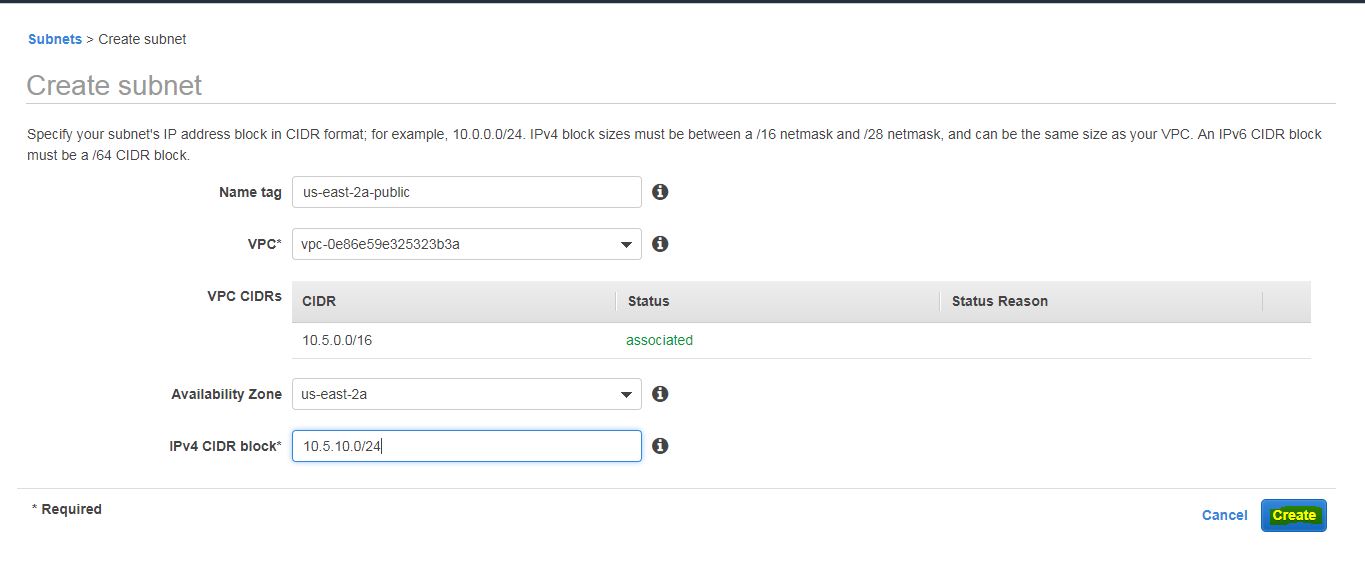 Subnets > Create subnet
Create subnet
Specify your subnet's IP address block in CIDR format; for example, 10.0.0.0/24. IPv4 block sizes must be between a /16 netmask and /28 netmask, and can be the same size as your VPC. An IPv6 CIDR block
must be a /64 CIDR block.
Name tag us-east-2a-public
VPC* vpc-0e86e59e325323b3a
VPC CIDRs CIDR Status Status Reason
10.5.0.0/16 associated
Availability Zone us-east-2a
IPv4 CIDR block* 10.5.10.0/24
* Required Cancel Create